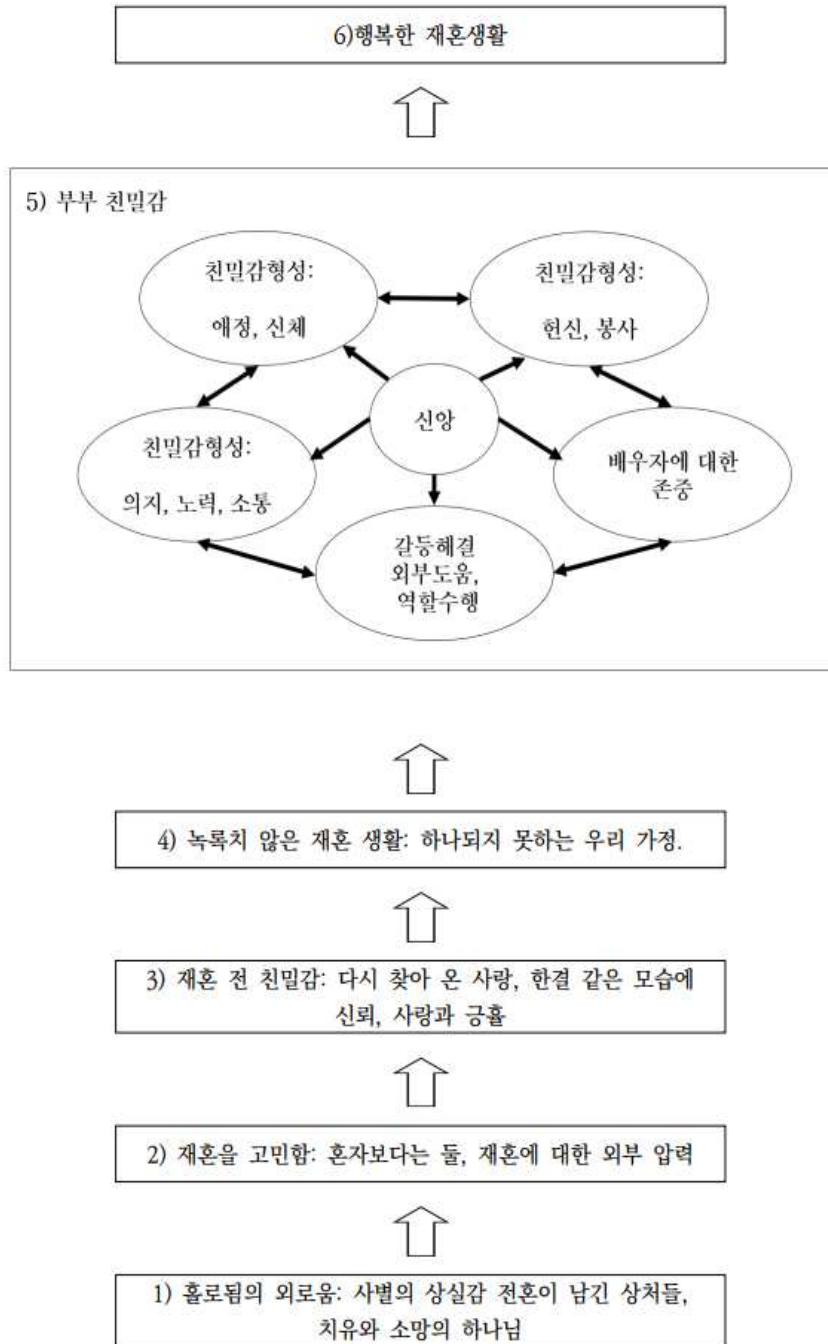 6)행복한 재혼생활
5) 부부 친밀감
친밀감형성:
애정, 신체
친밀감형성:
헌신, 봉사
신앙
친밀감형성:
의지, 노력, 소통
배우자에 대한
존중
갈등해결
외부도움,
역할수행
4) 녹록치 않은 재혼 생활: 하나되지 못하는 우리 가정.
3) 재혼 전 친밀감: 다시 찾아 온 사랑, 한결 같은 모습에
신뢰, 사랑과 긍휼
2) 재혼을 고민함: 혼자보다는 둘, 재혼에 대한 외부 압력
1) 홀로됨의 외로움: 사별의 상실감 전혼이 남긴 상처들,
치유와 소망의 하나님